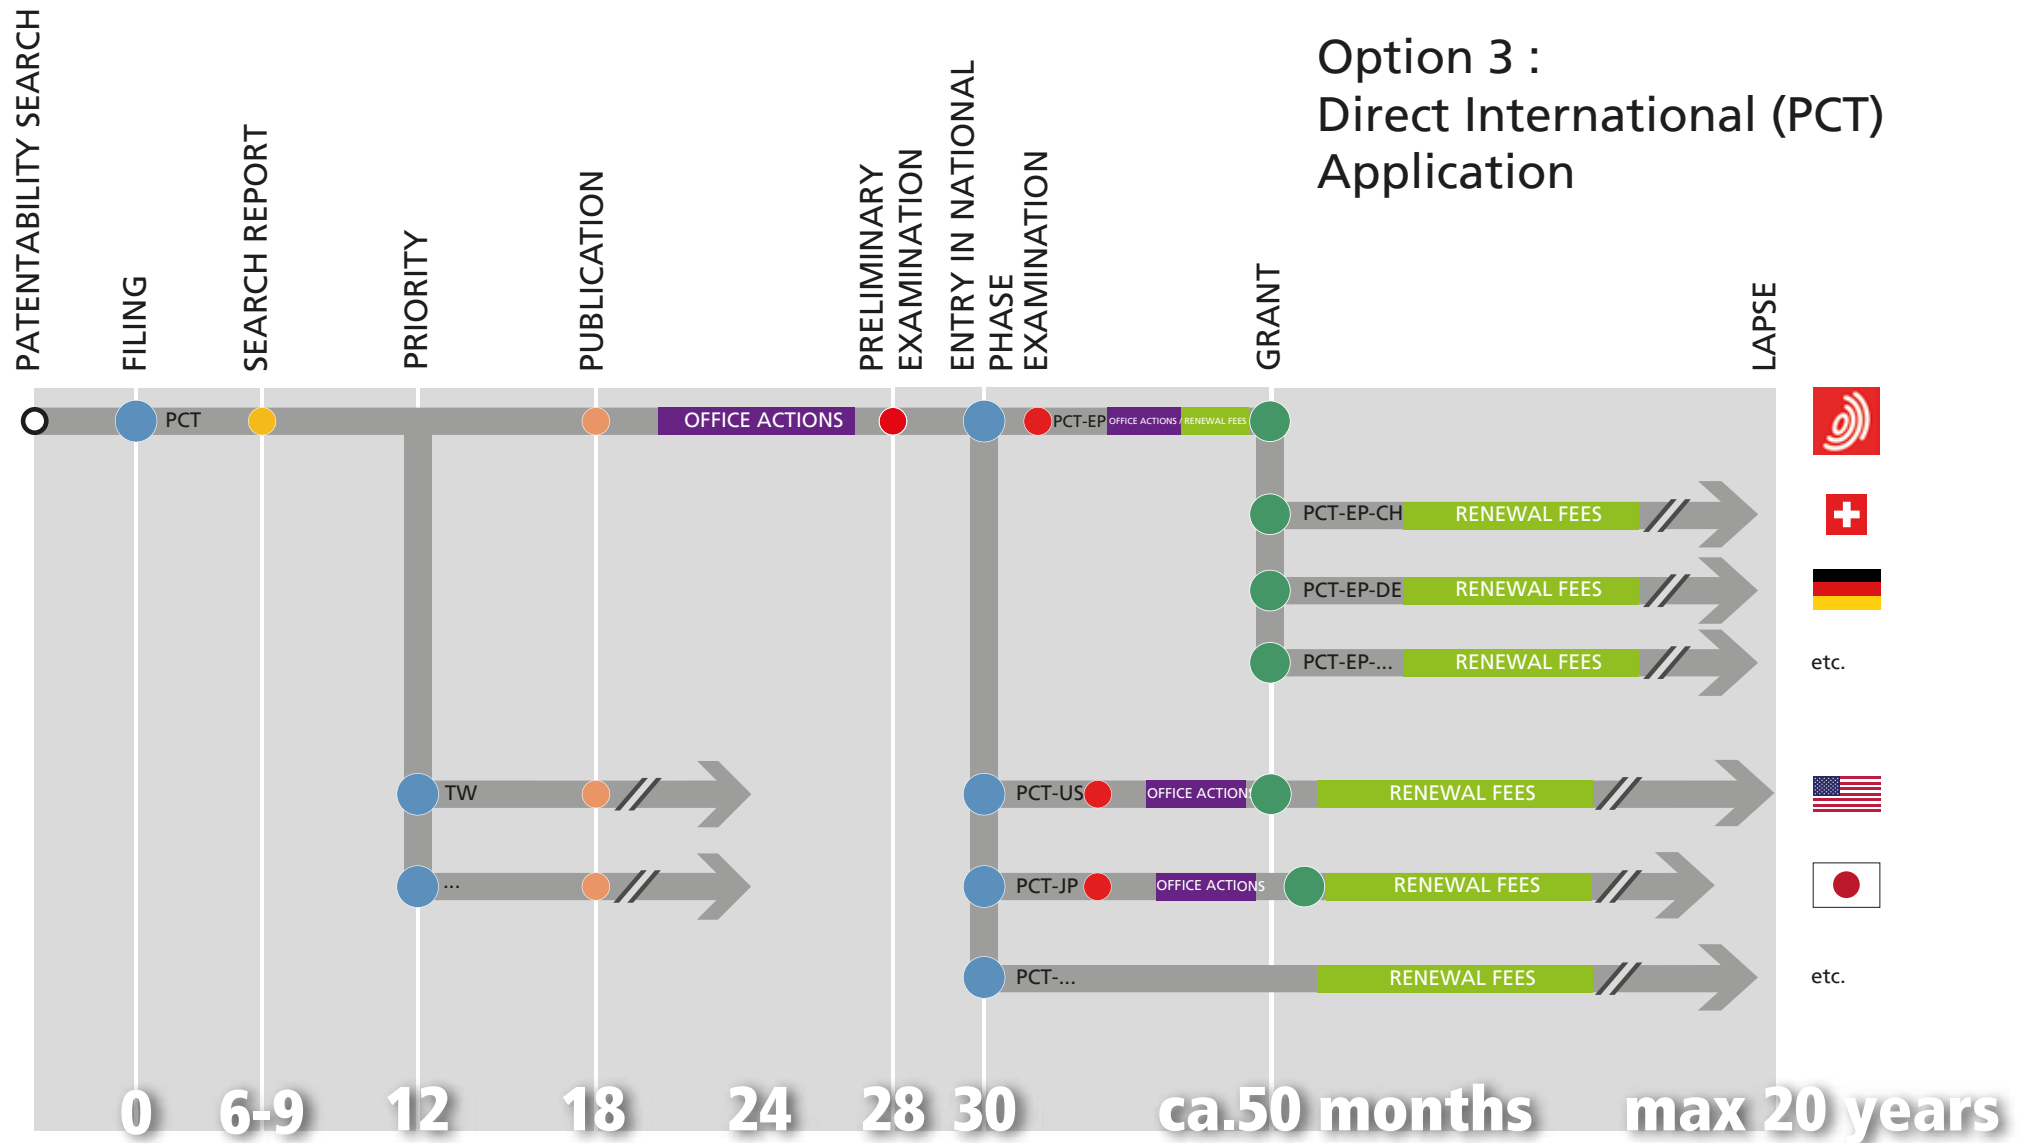 Option 3 :
Direct International (PCT)
Application
PATENTABILITY SEARCH
FILING
SEARCH REPORT
PRIORITY
PUBLICATION
PRELIMINARY
EXAMINATION
ENTRY IN NATIONAL
PHASE
EXAMINATION
GRANT
LAPSE
PCT
OFFICE ACTIONS
PCT-EP
OFFICE ACTIONS /
RENEWAL FEES
PCT-EP-CH
RENEWAL FEES
PCT-EP-DE
RENEWAL FEES
PCT-EP-...
RENEWAL FEES
etc.
TW
PCT-US
OFFICE ACTIONS
RENEWAL FEES
...
PCT-JP
OFFICE ACTIONS
RENEWAL FEES
PCT-...
RENEWAL FEES
etc.
0
6-9
12
18
24
28
30
ca.50 months
max 20 years